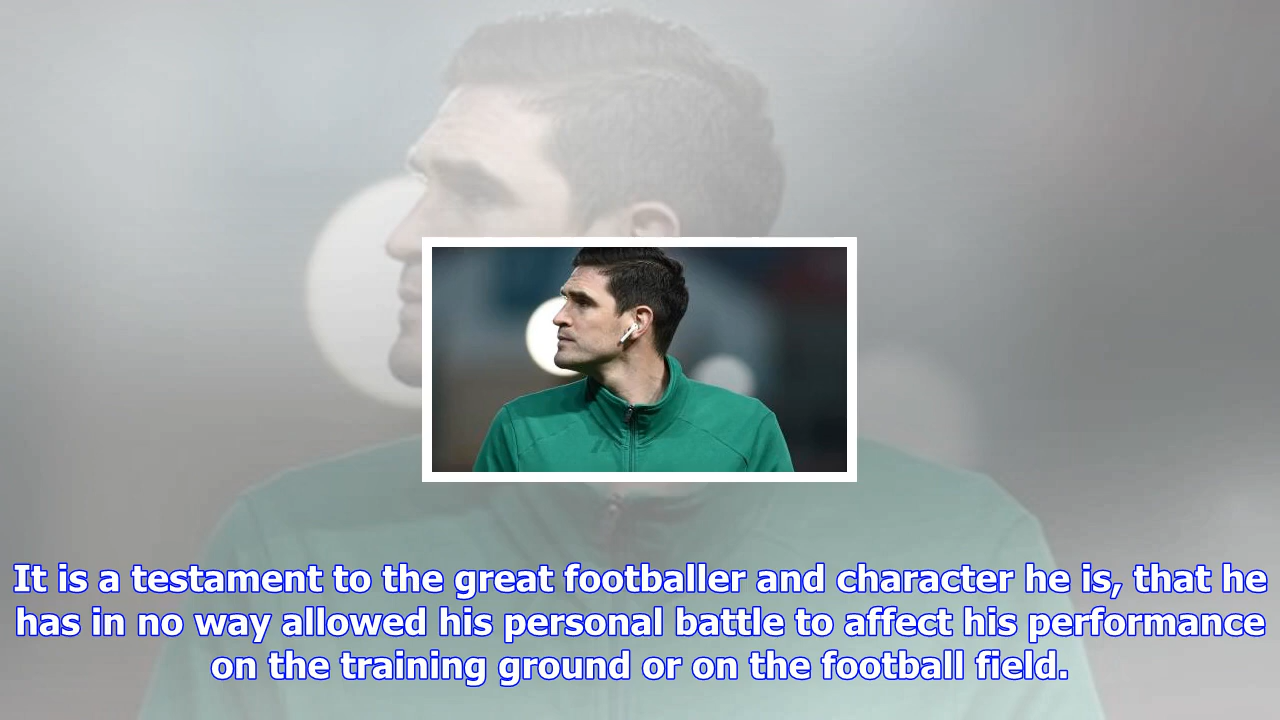 It is a testament to the great footballer and character he is, that he
has in no way allowed his personal battle to affect his performance
on the training ground or on the football field.